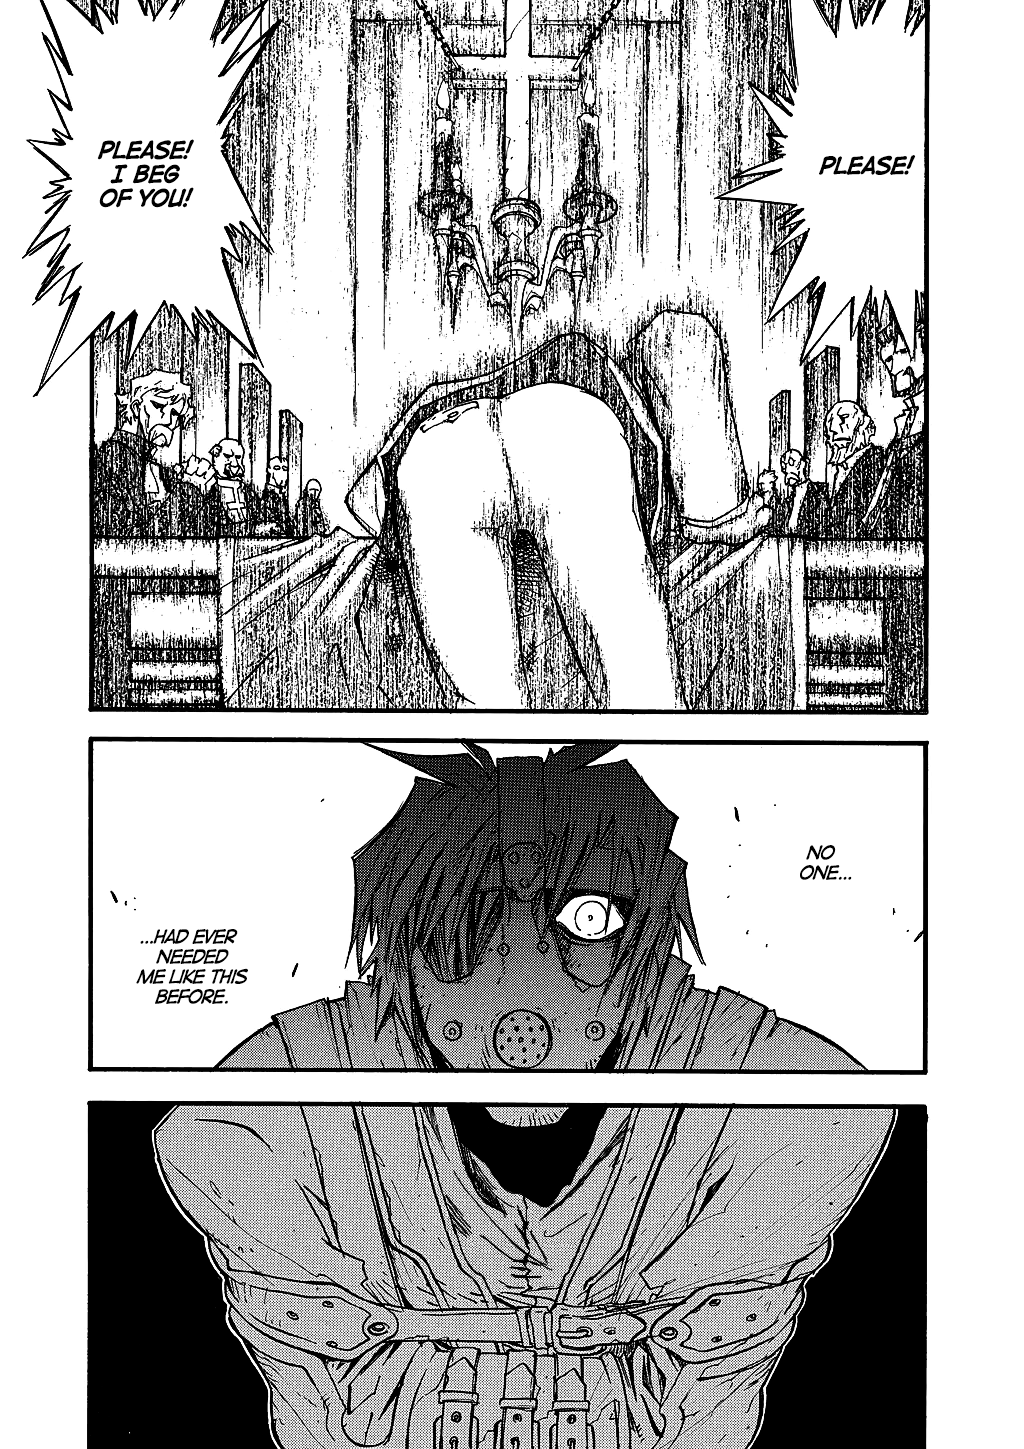 PLEASE!
PLEASE!
I BEG
OF YOU!
NO
ONE...
...HAD EVER
NEEDED
ME LIKE THIS
BEFORE.